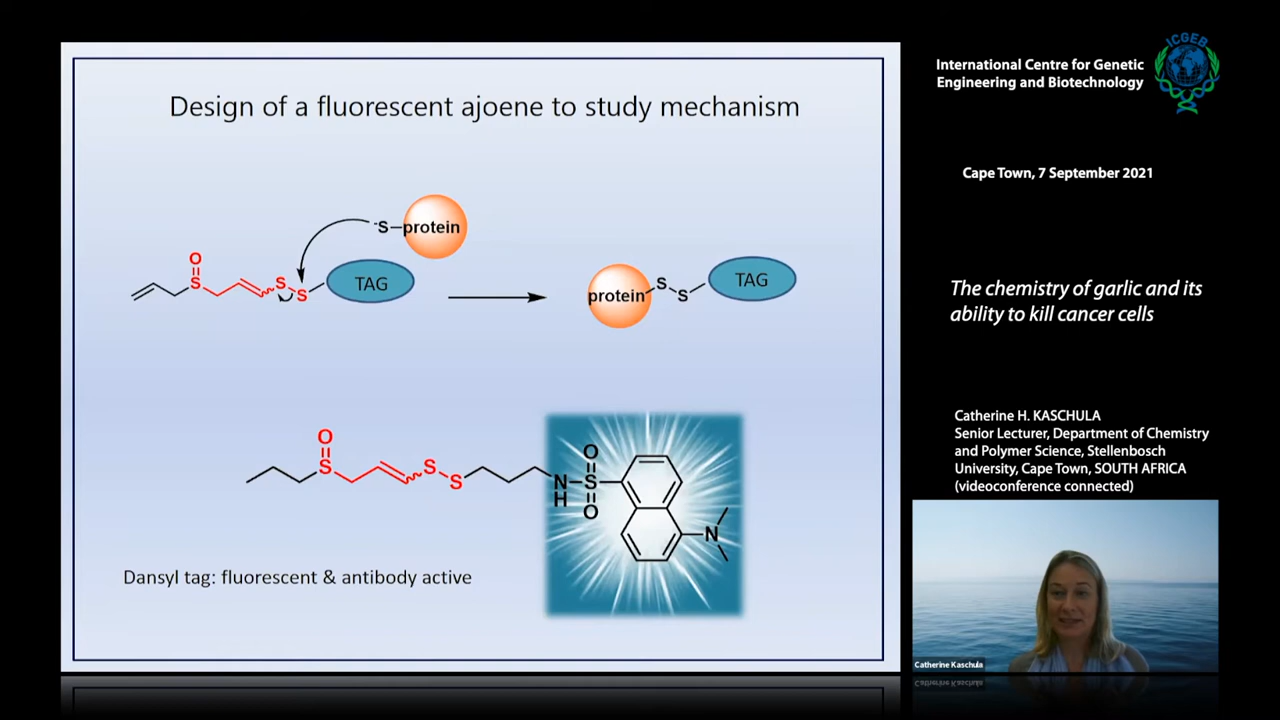 Design of a fluorescent ajoene to study mechanism
-S-protein
O
S
S
S
TAG
protein
S
S
TAG
O
S
S
S
N
H
O
S
O
N
Dansyl tag: fluorescent & antibody active
International Centre for Genetic
Engineering and Biotechnology
ICGEB
Cape Town, 7 September 2021
The chemistry of garlic and its
ability to kill cancer cells
Catherine H. KASCHULA
Senior Lecturer, Department of Chemistry
and Polymer Science, Stellenbosch
University, Cape Town, SOUTH AFRICA
(videoconference connected)
Catherine Kaschula